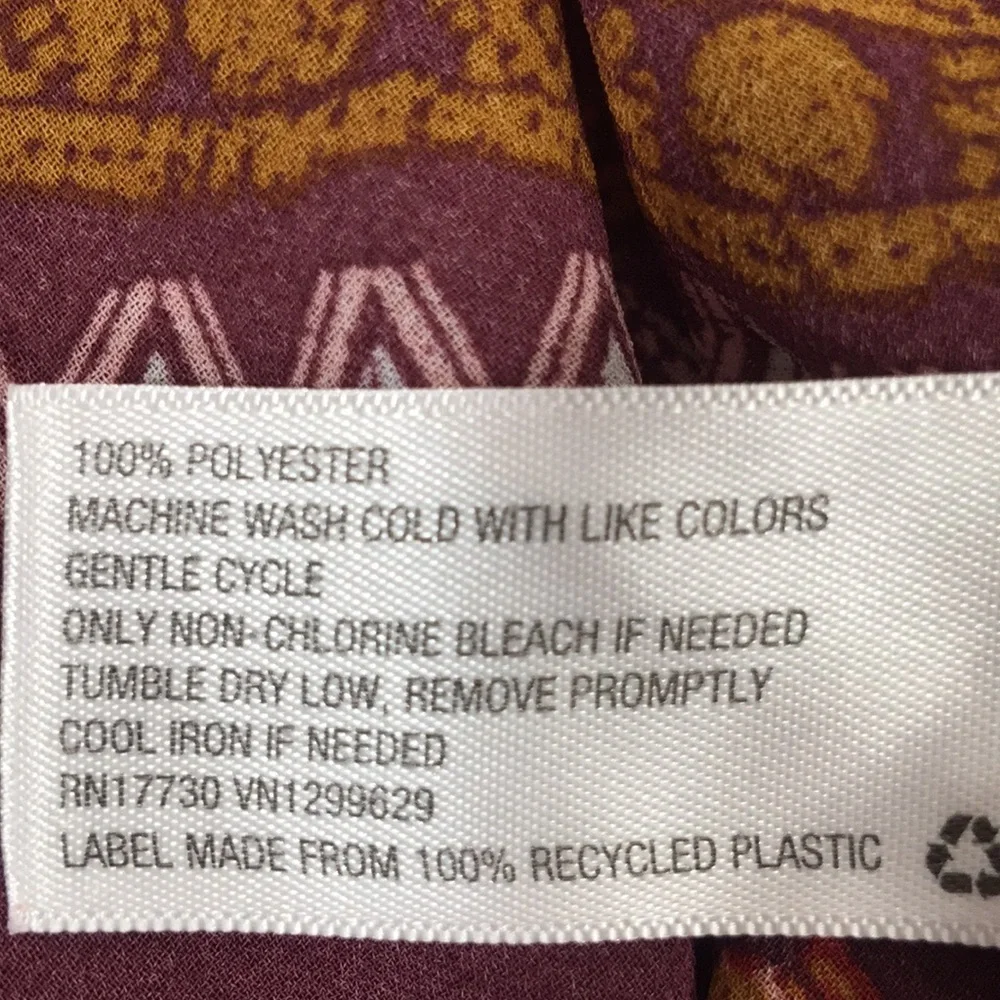 100% POLYESTER
MACHINE WASH COLD WITH LIKE COLORS
GENTLE CYCLE
ONLY NON-CHLORINE BLEACH IF NEEDED
TUMBLE DRY LOW, REMOVE PROMPTLY
COOL IRON IF NEEDED
RN17730 VN1299629
LABEL MADE FROM 100% RECYCLED PLASTIC